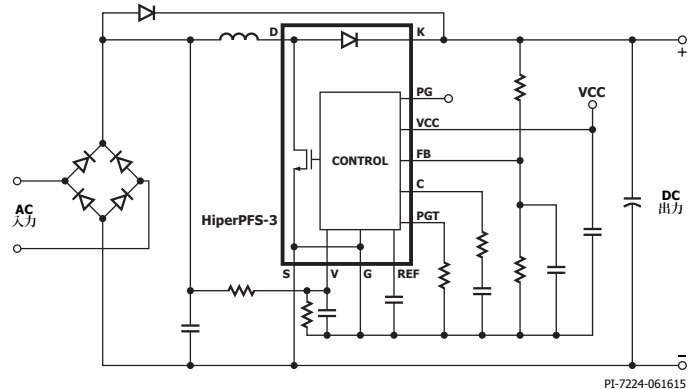 D
K
+
PG
VCC
VCC
CONTROL
FB
C
AC
入力
DC
出力
HiperPFS-3
PGT
S
V
G
REF
−
PI-7224-061615